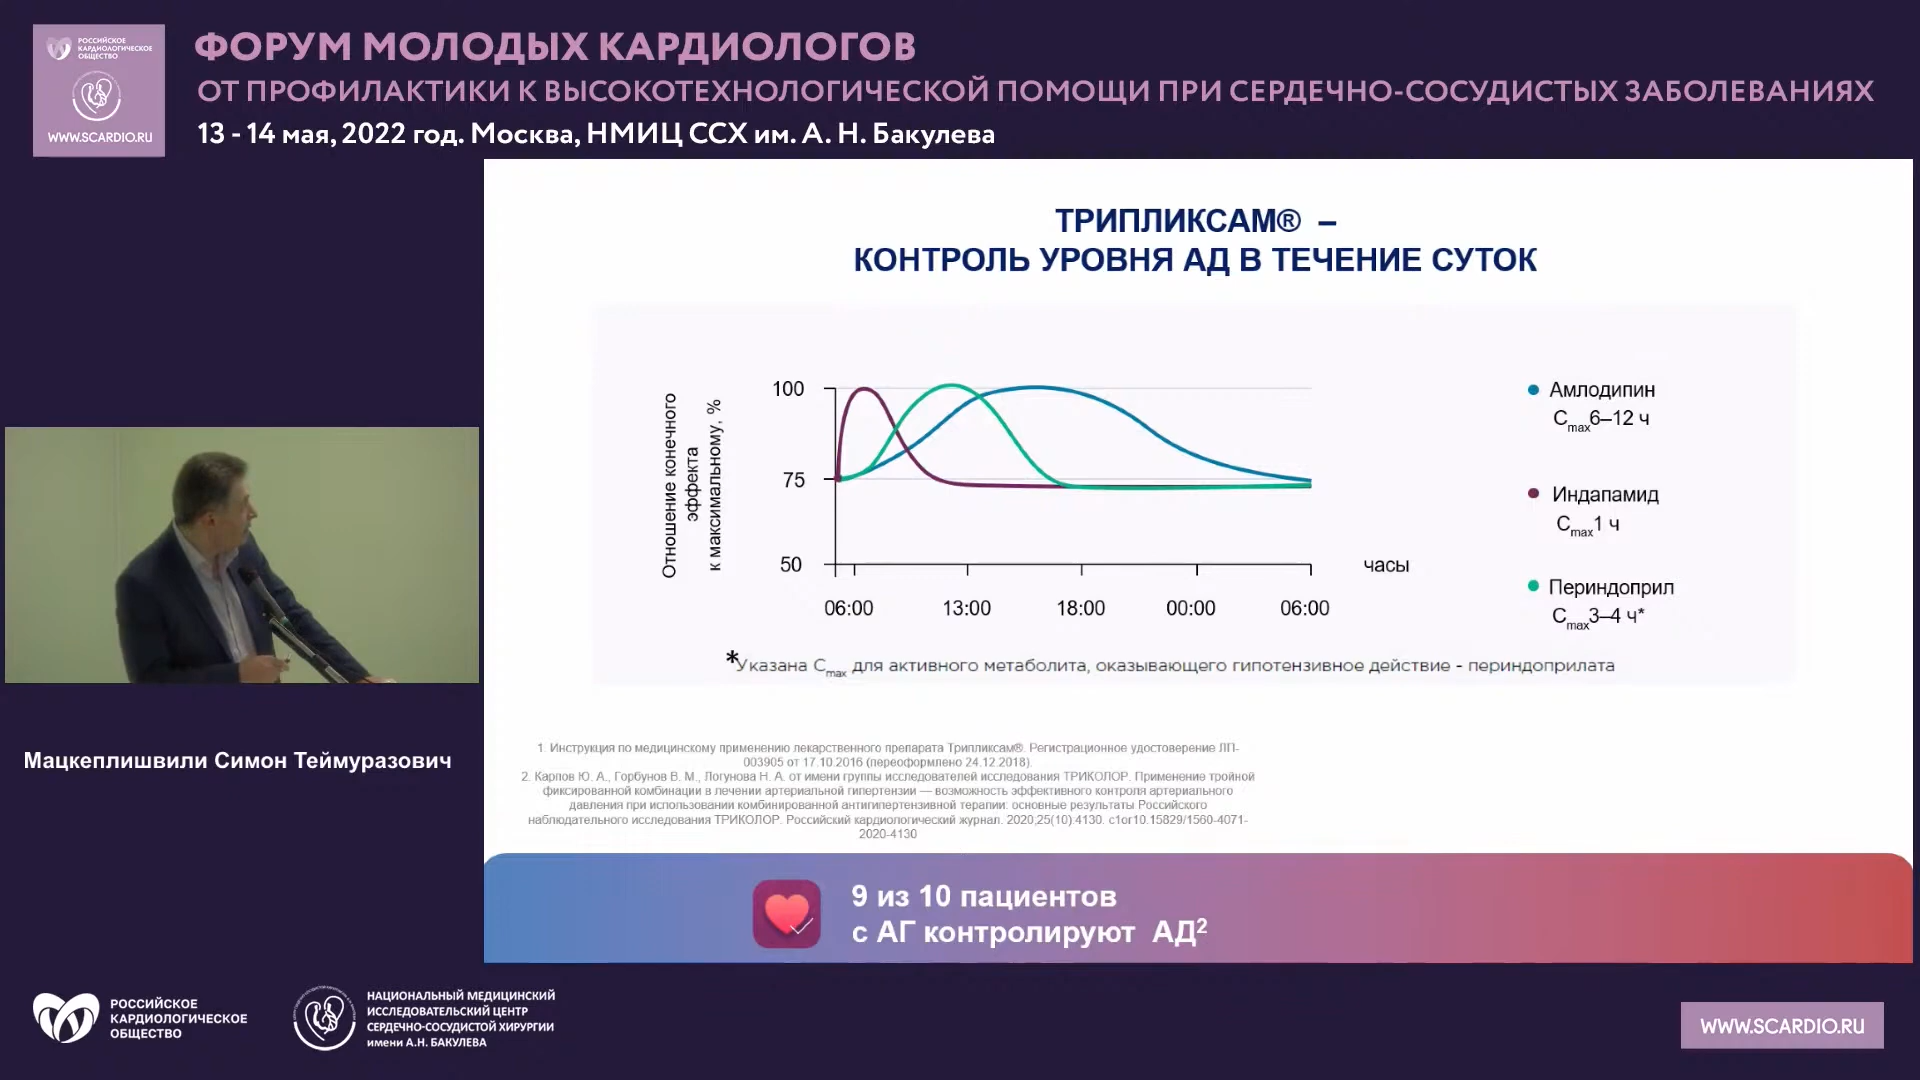 РОССИЙСКОЕ
КАРДИОЛОГИЧЕСКОЕ
ОБЩЕСТВО
WWW.SCARDIO.RU
ФОРУМ МОЛОДЫХ КАРДИОЛОГОВ
ОТ ПРОФИЛАКТИКИ К ВЫСОКОТЕХНОЛОГИЧЕСКОЙ ПОМОЩИ ПРИ СЕРДЕЧНО-СОСУДИСТЫХ ЗАБОЛЕВАНИЯХ
13 - 14 мая, 2022 год. Москва, НМИЦ ССХ им. А. Н. Бакулева
ТРИПЛИКСАМ® –
КОНТРОЛЬ УРОВНЯ АД В ТЕЧЕНИЕ СУТОК
Отношение конечного
эффекта
к максимальному, %
100
75
50
06:00 13:00 18:00 00:00 06:00
часы
Амлодипин
Cmax6–12 ч
Индапамид
Cmax1 ч
Периндоприл
Cmax3–4 ч*
*Указана Cmax для активного метаболита, оказывающего гипотензивное действие - периндоприлата
1. Инструкция по медицинскому применению лекарственного препарата Трипликсам®. Регистрационное удостоверение ЛП-
003905 от 17.10.2016 (переоформлено 24.12.2018).
2. Карпов Ю. А., Горбунов В. М., Логунова Н. А. от имени группы исследователей исследования ТРИКОЛОР. Применение тройной
фиксированной комбинации в лечении артериальной гипертензии — возможность эффективного контроля артериального
давления при использовании комбинированной антигипертензивной терапии: основные результаты Российского
наблюдательного исследования ТРИКОЛОР. Российский кардиологический журнал. 2020;25(10):4130. с1ог10.15829/1560-4071-
2020-4130
9 из 10 пациентов
с АГ контролируют АД²
Мацкеплишвили Симон Теймуразович
РОССИЙСКОЕ
КАРДИОЛОГИЧЕСКОЕ
ОБЩЕСТВО
НАЦИОНАЛЬНЫЙ МЕДИЦИНСКИЙ
ИССЛЕДОВАТЕЛЬСКИЙ ЦЕНТР
СЕРДЕЧНО-СОСУДИСТОЙ ХИРУРГИИ
имени А.Н. БАКУЛЕВА
WWW.SCARDIO.RU